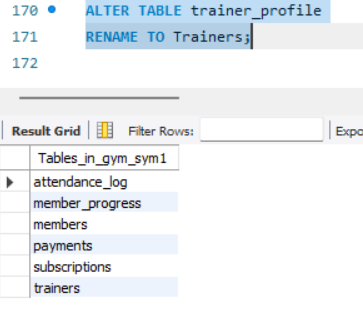 170 ALTER TABLE trainer_profile
171 RENAME TO Trainers;
172
Result Grid Filter Rows: Expo
Tables_in_gym_sym1
attendance_log
member_progress
members
payments
subscriptions
trainers